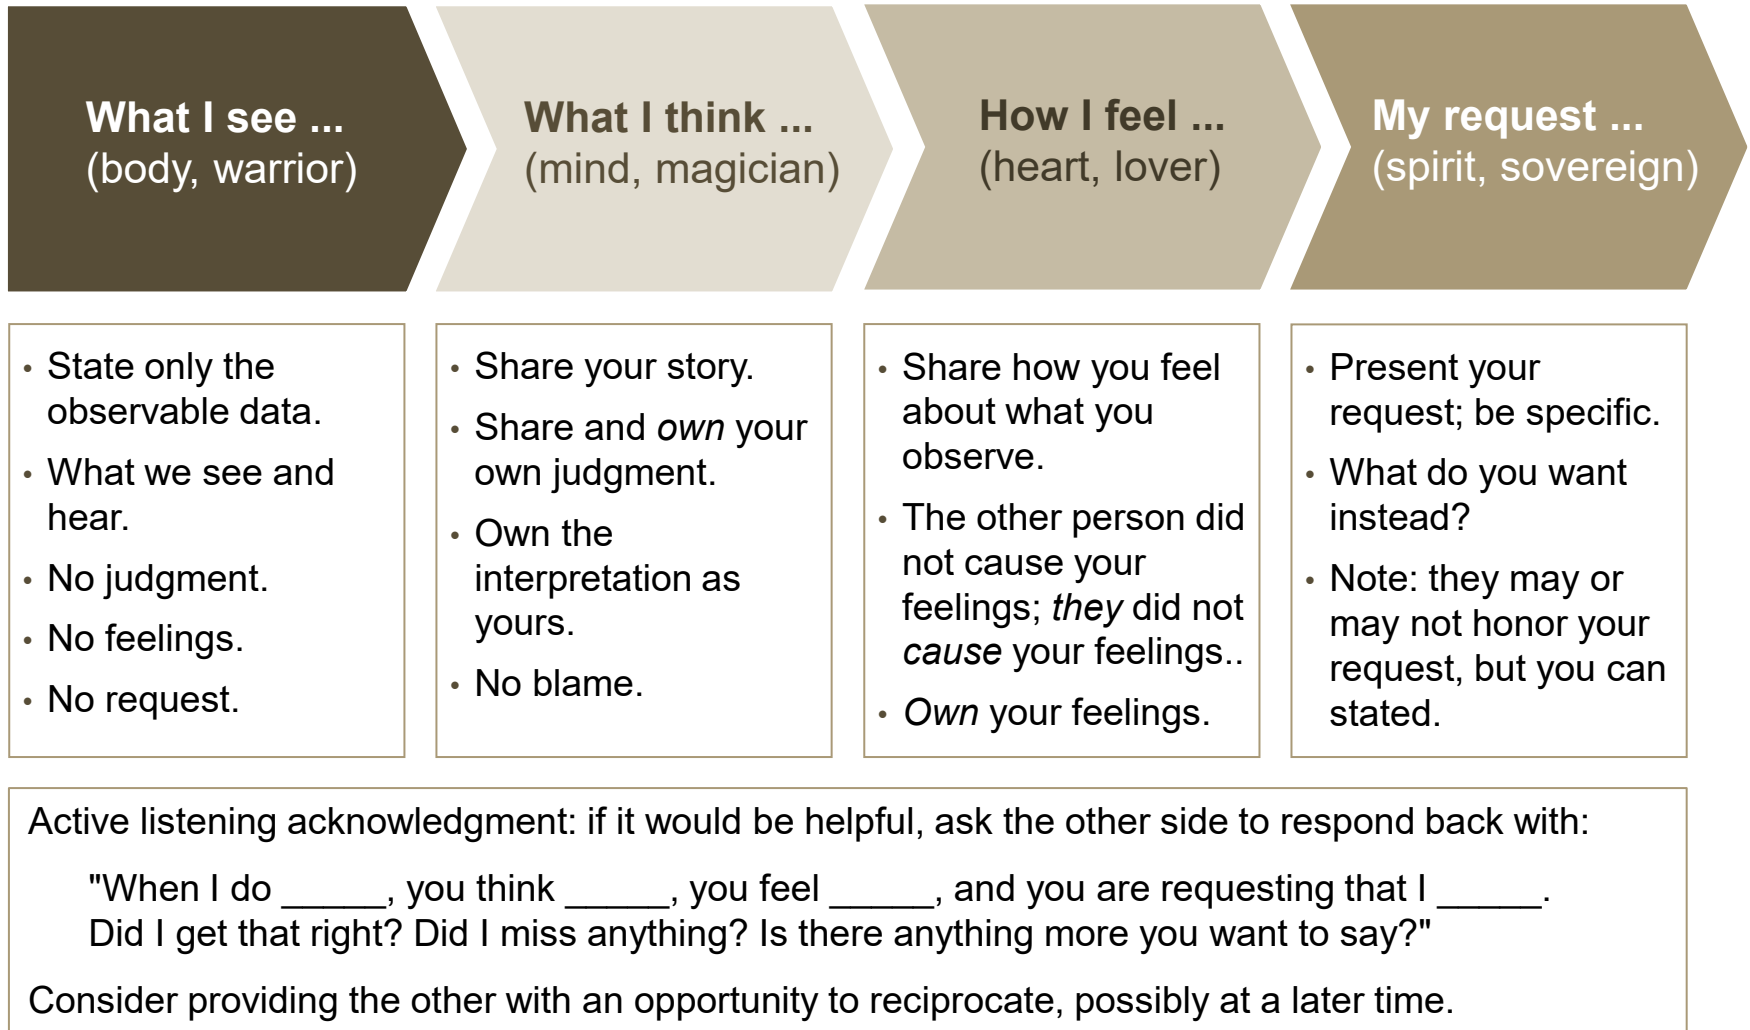 What I see ...
(body, warrior)
What I think ...
(mind, magician)
How I feel ...
(heart, lover)
My request ...
(spirit, sovereign)
• State only the
observable data.
• What we see and
hear.
• No judgment.
• No feelings.
• No request.
• Share your story.
• Share and own your
own judgment.
• Own the
interpretation as
yours.
• No blame.
• Share how you feel
about what you
observe.
• The other person did
not cause your
feelings; they did not
cause your feelings..
• Own your feelings.
• Present your
request; be specific.
• What do you want
instead?
• Note: they may or
may not honor your
request, but you can
stated.
Active listening acknowledgment: if it would be helpful, ask the other side to respond back with:
"When I do _____, you think _____, you feel _____, and you are requesting that I _____.
Did I get that right? Did I miss anything? Is there anything more you want to say?"
Consider providing the other with an opportunity to reciprocate, possibly at a later time.